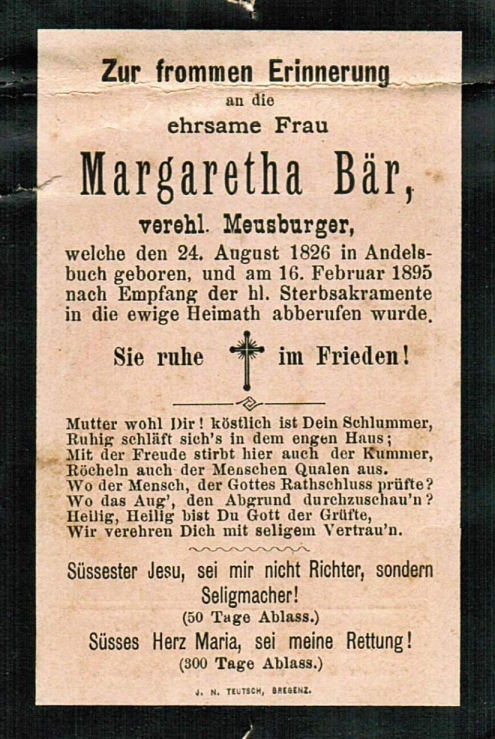 Zur frommen Erinnerung
an die
ehrsame Frau
Margaretha Bär,
verehl. Meusburger,
welche den 24. August 1826 in Andels-
buch geboren, und am 16. Februar 1895
nach Empfang der hl. Sterbsakramente
in die ewige Heimath abberufen wurde.
Sie ruhe im Frieden!
Mutter wohl Dir! köstlich ist Dein Schlummer,
Ruhig schläft sich's in dem engen Haus;
Mit der Freude stirbt hier auch der Kummer,
Röcheln auch der Menschen Qualen aus.
Wo der Mensch, der Gottes Rathschluss prüfte?
Wo das Aug', den Abgrund durchzuschau'n?
Heilig, Heilig bist Du Gott der Grüfte,
Wir verehren Dich mit seligem Vertrau'n.
Süssester Jesu, sei mir nicht Richter, sondern
Seligmacher!
(50 Tage Ablass.)
Süsses Herz Maria, sei meine Rettung!
(300 Tage Ablass.)
J. N. TEUTSCH, BREGENZ.